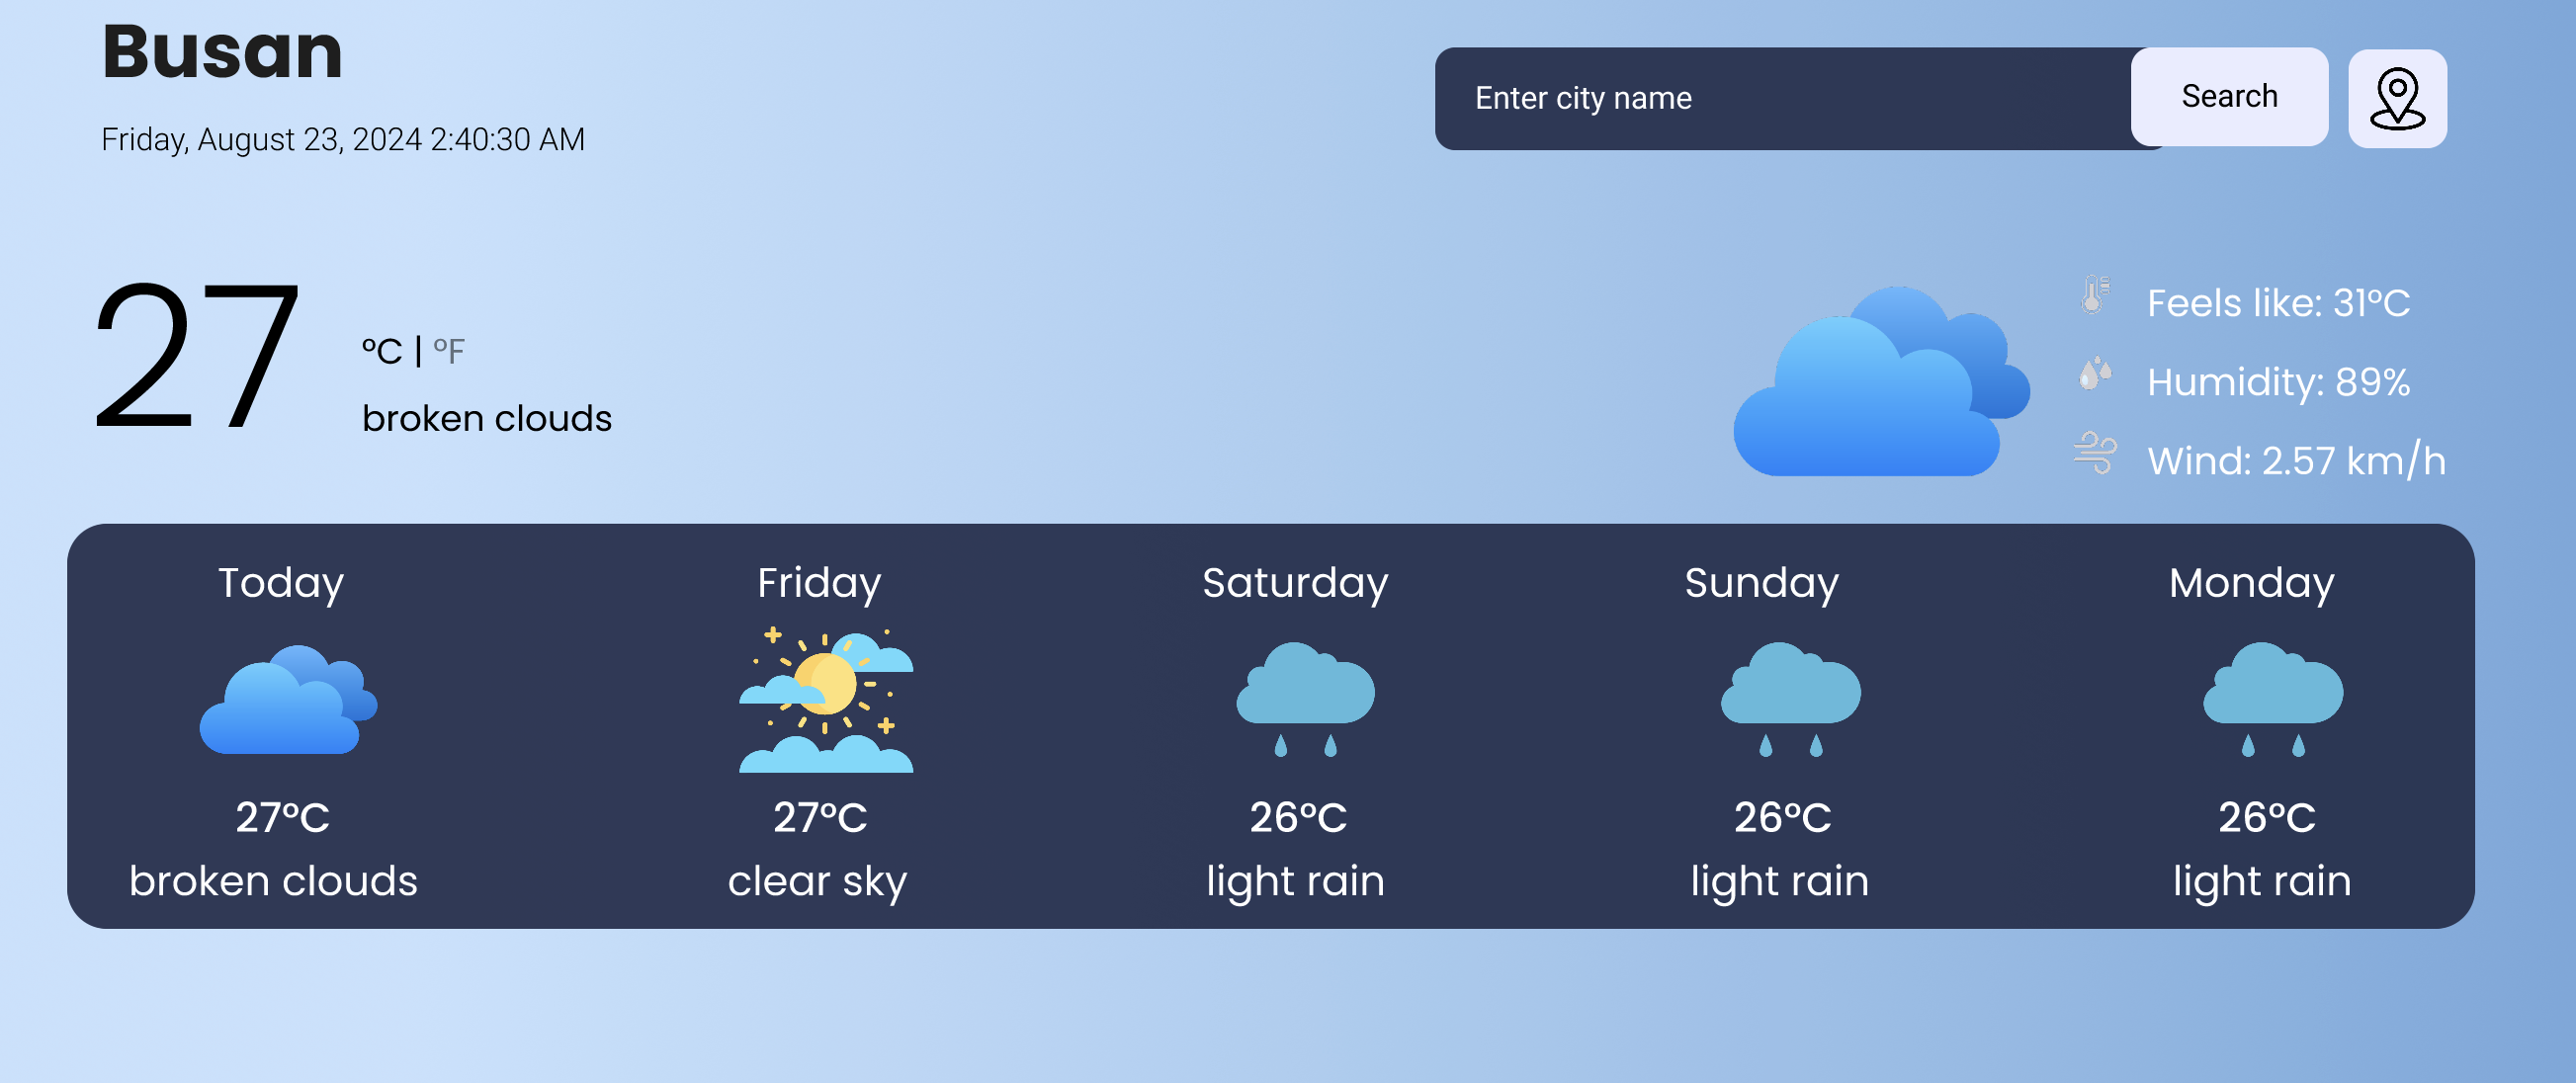 Busan
Friday, August 23, 2024 2:40:30 AM
Enter city name
Search
27
°C | °F
broken clouds
Feels like: 31°C
Humidity: 89%
Wind: 2.57 km/h
Today
27°C
broken clouds
Friday
27°C
clear sky
Saturday
26°C
light rain
Sunday
26°C
light rain
Monday
26°C
light rain